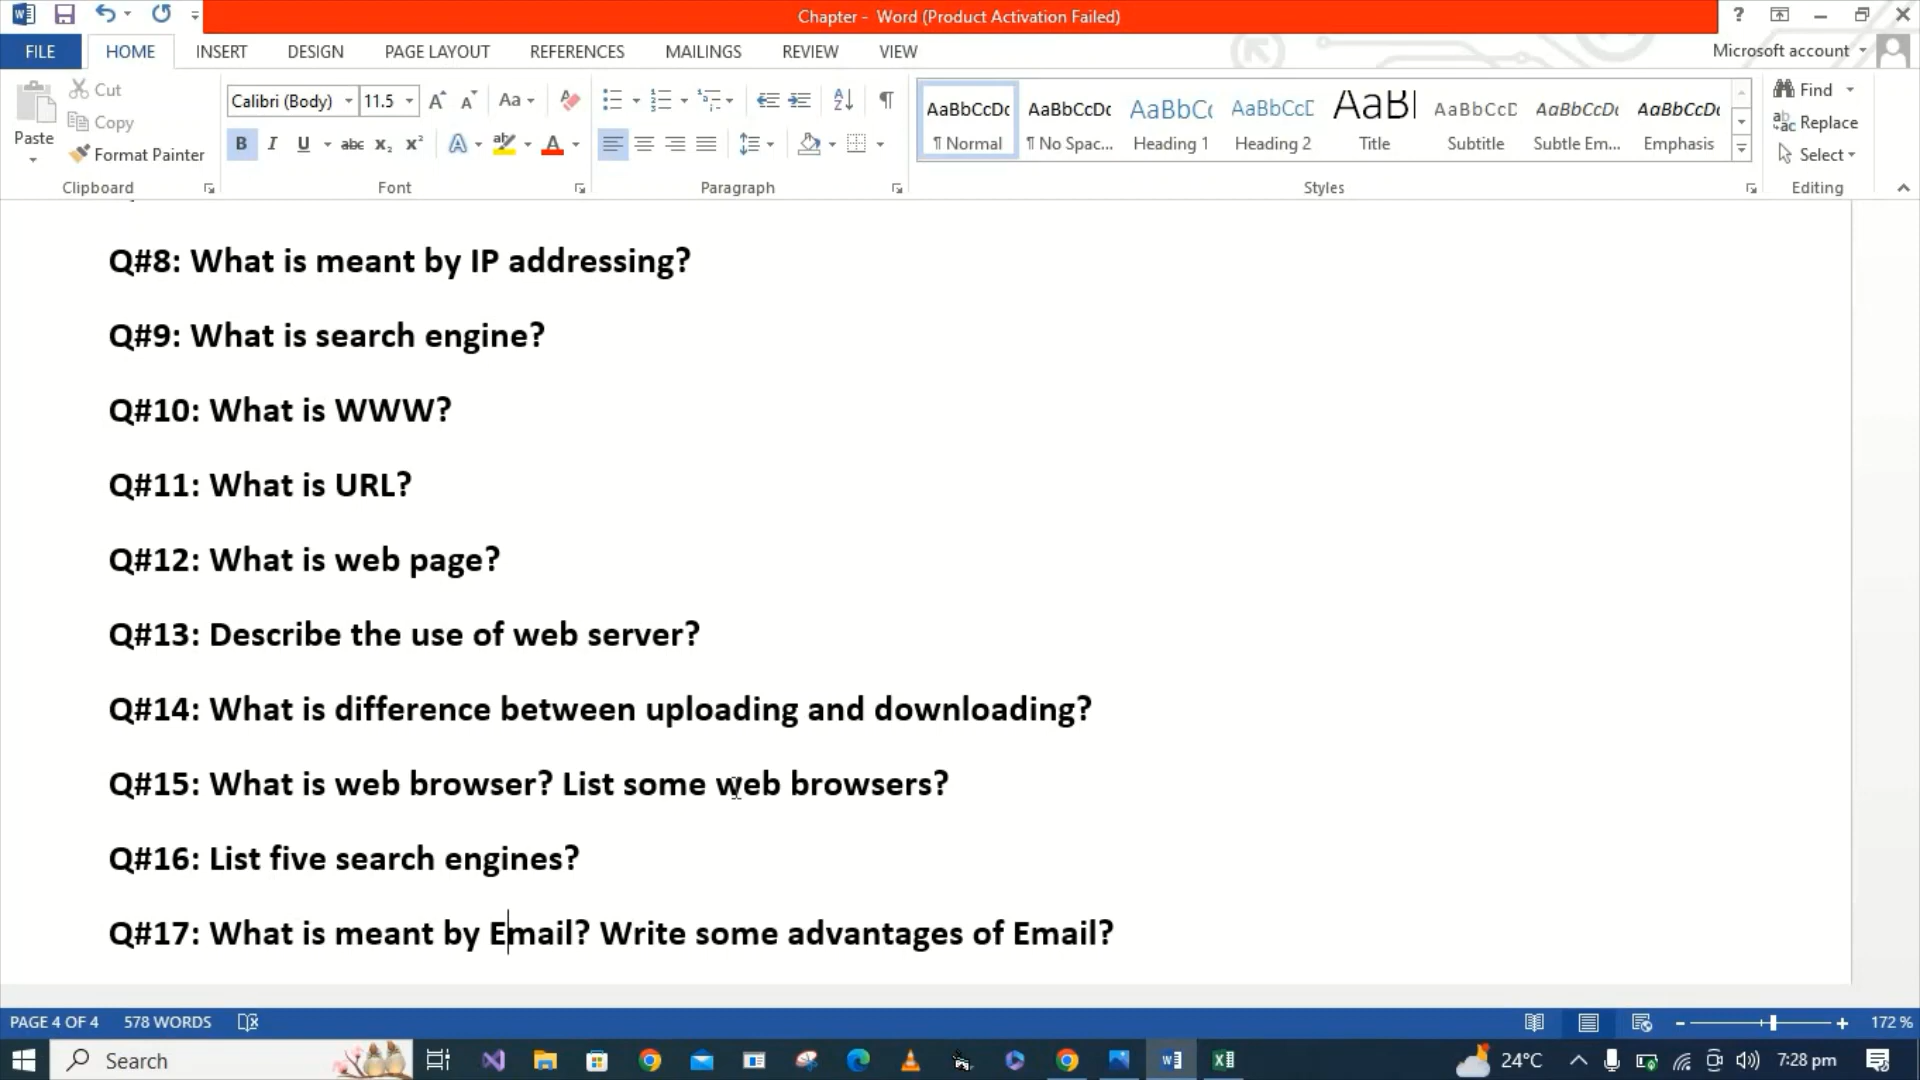 Chapter - Word (Product Activation Failed)
FILE HOME INSERT DESIGN PAGE LAYOUT REFERENCES MAILINGS REVIEW VIEW Microsoft account
Cut
Copy
Paste
Format Painter
Calibri (Body) 11.5
AaBbCcDc AaBbCcDc AaBbC( AaBbCcD AaB( AaBbCcD AaBbCcDc AaBbCcDc
¶ Normal ¶ No Spac... Heading 1 Heading 2 Title Subtitle Subtle Em... Emphasis
Find
Replace
Select
Clipboard Font Paragraph Styles Editing
Q#8: What is meant by IP addressing?
Q#9: What is search engine?
Q#10: What is WWW?
Q#11: What is URL?
Q#12: What is web page?
Q#13: Describe the use of web server?
Q#14: What is difference between uploading and downloading?
Q#15: What is web browser? List some web browsers?
Q#16: List five search engines?
Q#17: What is meant by Email? Write some advantages of Email?
PAGE 4 OF 4 578 WORDS 172 %
Search 24°C 7:28 pm